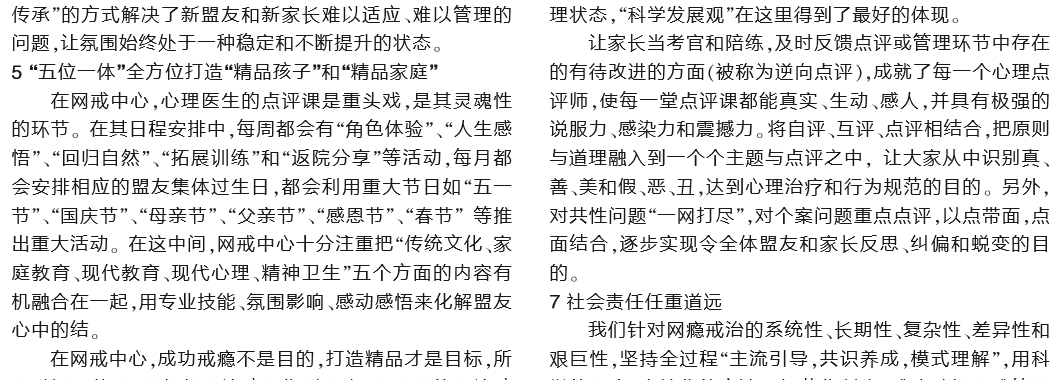 传承”的方式解决了新盟友和新家长难以适应、难以管理的
问题,让氛围始终处于一种稳定和不断提升的状态。
5 “五位一体”全方位打造“精品孩子”和“精品家庭”
在网戒中心,心理医生的点评课是重头戏,是其灵魂性
的环节。在其日程安排中,每周都会有“角色体验”、“人生感
悟”、“回归自然”、“拓展训练”和“返院分享”等活动,每月都
会安排相应的盟友集体过生日,都会利用重大节日如“五一
节”、“国庆节”、“母亲节”、“父亲节”、“感恩节”、“春节” 等推
出重大活动。在这中间,网戒中心十分注重把“传统文化、家
庭教育、现代教育、现代心理、精神卫生”五个方面的内容有
机融合在一起,用专业技能、氛围影响、感动感悟来化解盟友
心中的结。
在网戒中心,成功戒瘾不是目的,打造精品才是目标,所
理状态,“科学发展观”在这里得到了最好的体现。
让家长当考官和陪练,及时反馈点评或管理环节中存在
的有待改进的方面(被称为逆向点评),成就了每一个心理点
评师,使每一堂点评课都能真实、生动、感人,并具有极强的
说服力、感染力和震撼力。将自评、互评、点评相结合,把原则
与道理融入到一个个主题与点评之中, 让大家从中识别真、
善、美和假、恶、丑,达到心理治疗和行为规范的目的。另外,
对共性问题“一网打尽”,对个案问题重点点评,以点带面,点
面结合,逐步实现令全体盟友和家长反思、纠偏和蜕变的目
的。
7 社会责任任重道远
我们针对网瘾戒治的系统性、长期性、复杂性、差异性和
艰巨性,坚持全过程“主流引导,共识养成,模式理解”,用科